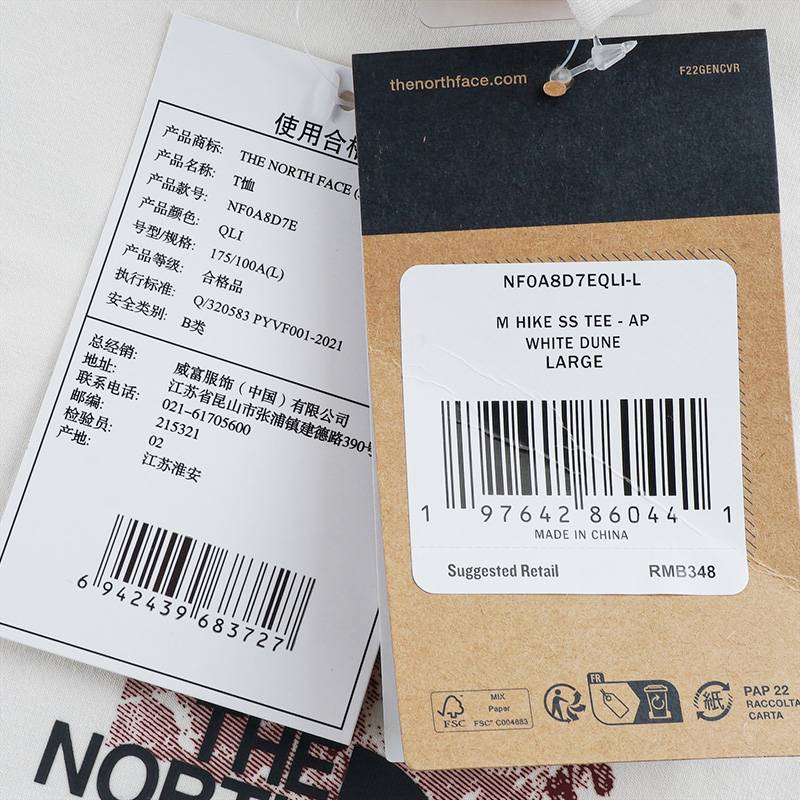 使用合格
产品商标: THE NORTH FACE (
产品名称: T恤
产品款号: NF0A8D7E
产品颜色: QLI
号型/规格: 175/100A(L)
产品等级: 合格品
执行标准: Q/320583 PYVF001-2021
安全类别: B类
总经销: 威富服饰（中国）有限公司
地址: 江苏省昆山市张浦镇建德路390号
联系电话: 021-61705600
邮编: 215321
检验员: 02
产地: 江苏淮安
6 942439 683727
thenorthface.com
F22GENCVR
NF0A8D7EQLI-L
M HIKE SS TEE - AP
WHITE DUNE
LARGE
1 97642 86044 1
MADE IN CHINA
Suggested Retail RMB348
FSC
MIX
Paper
FSC® C004683
FR
紙
PAP 22
RACCOLTA
CARTA
THE
NORTH